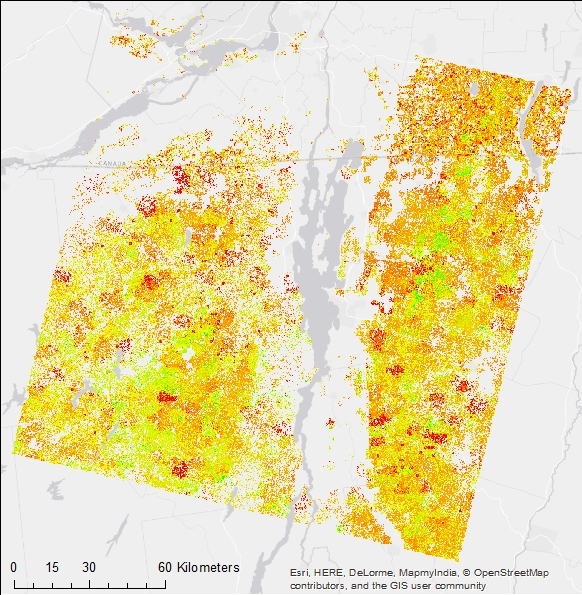 CANADA
0 15 30 60 Kilometers
Esri, HERE, DeLorme, MapmyIndia, © OpenStreetMap
contributors, and the GIS user community